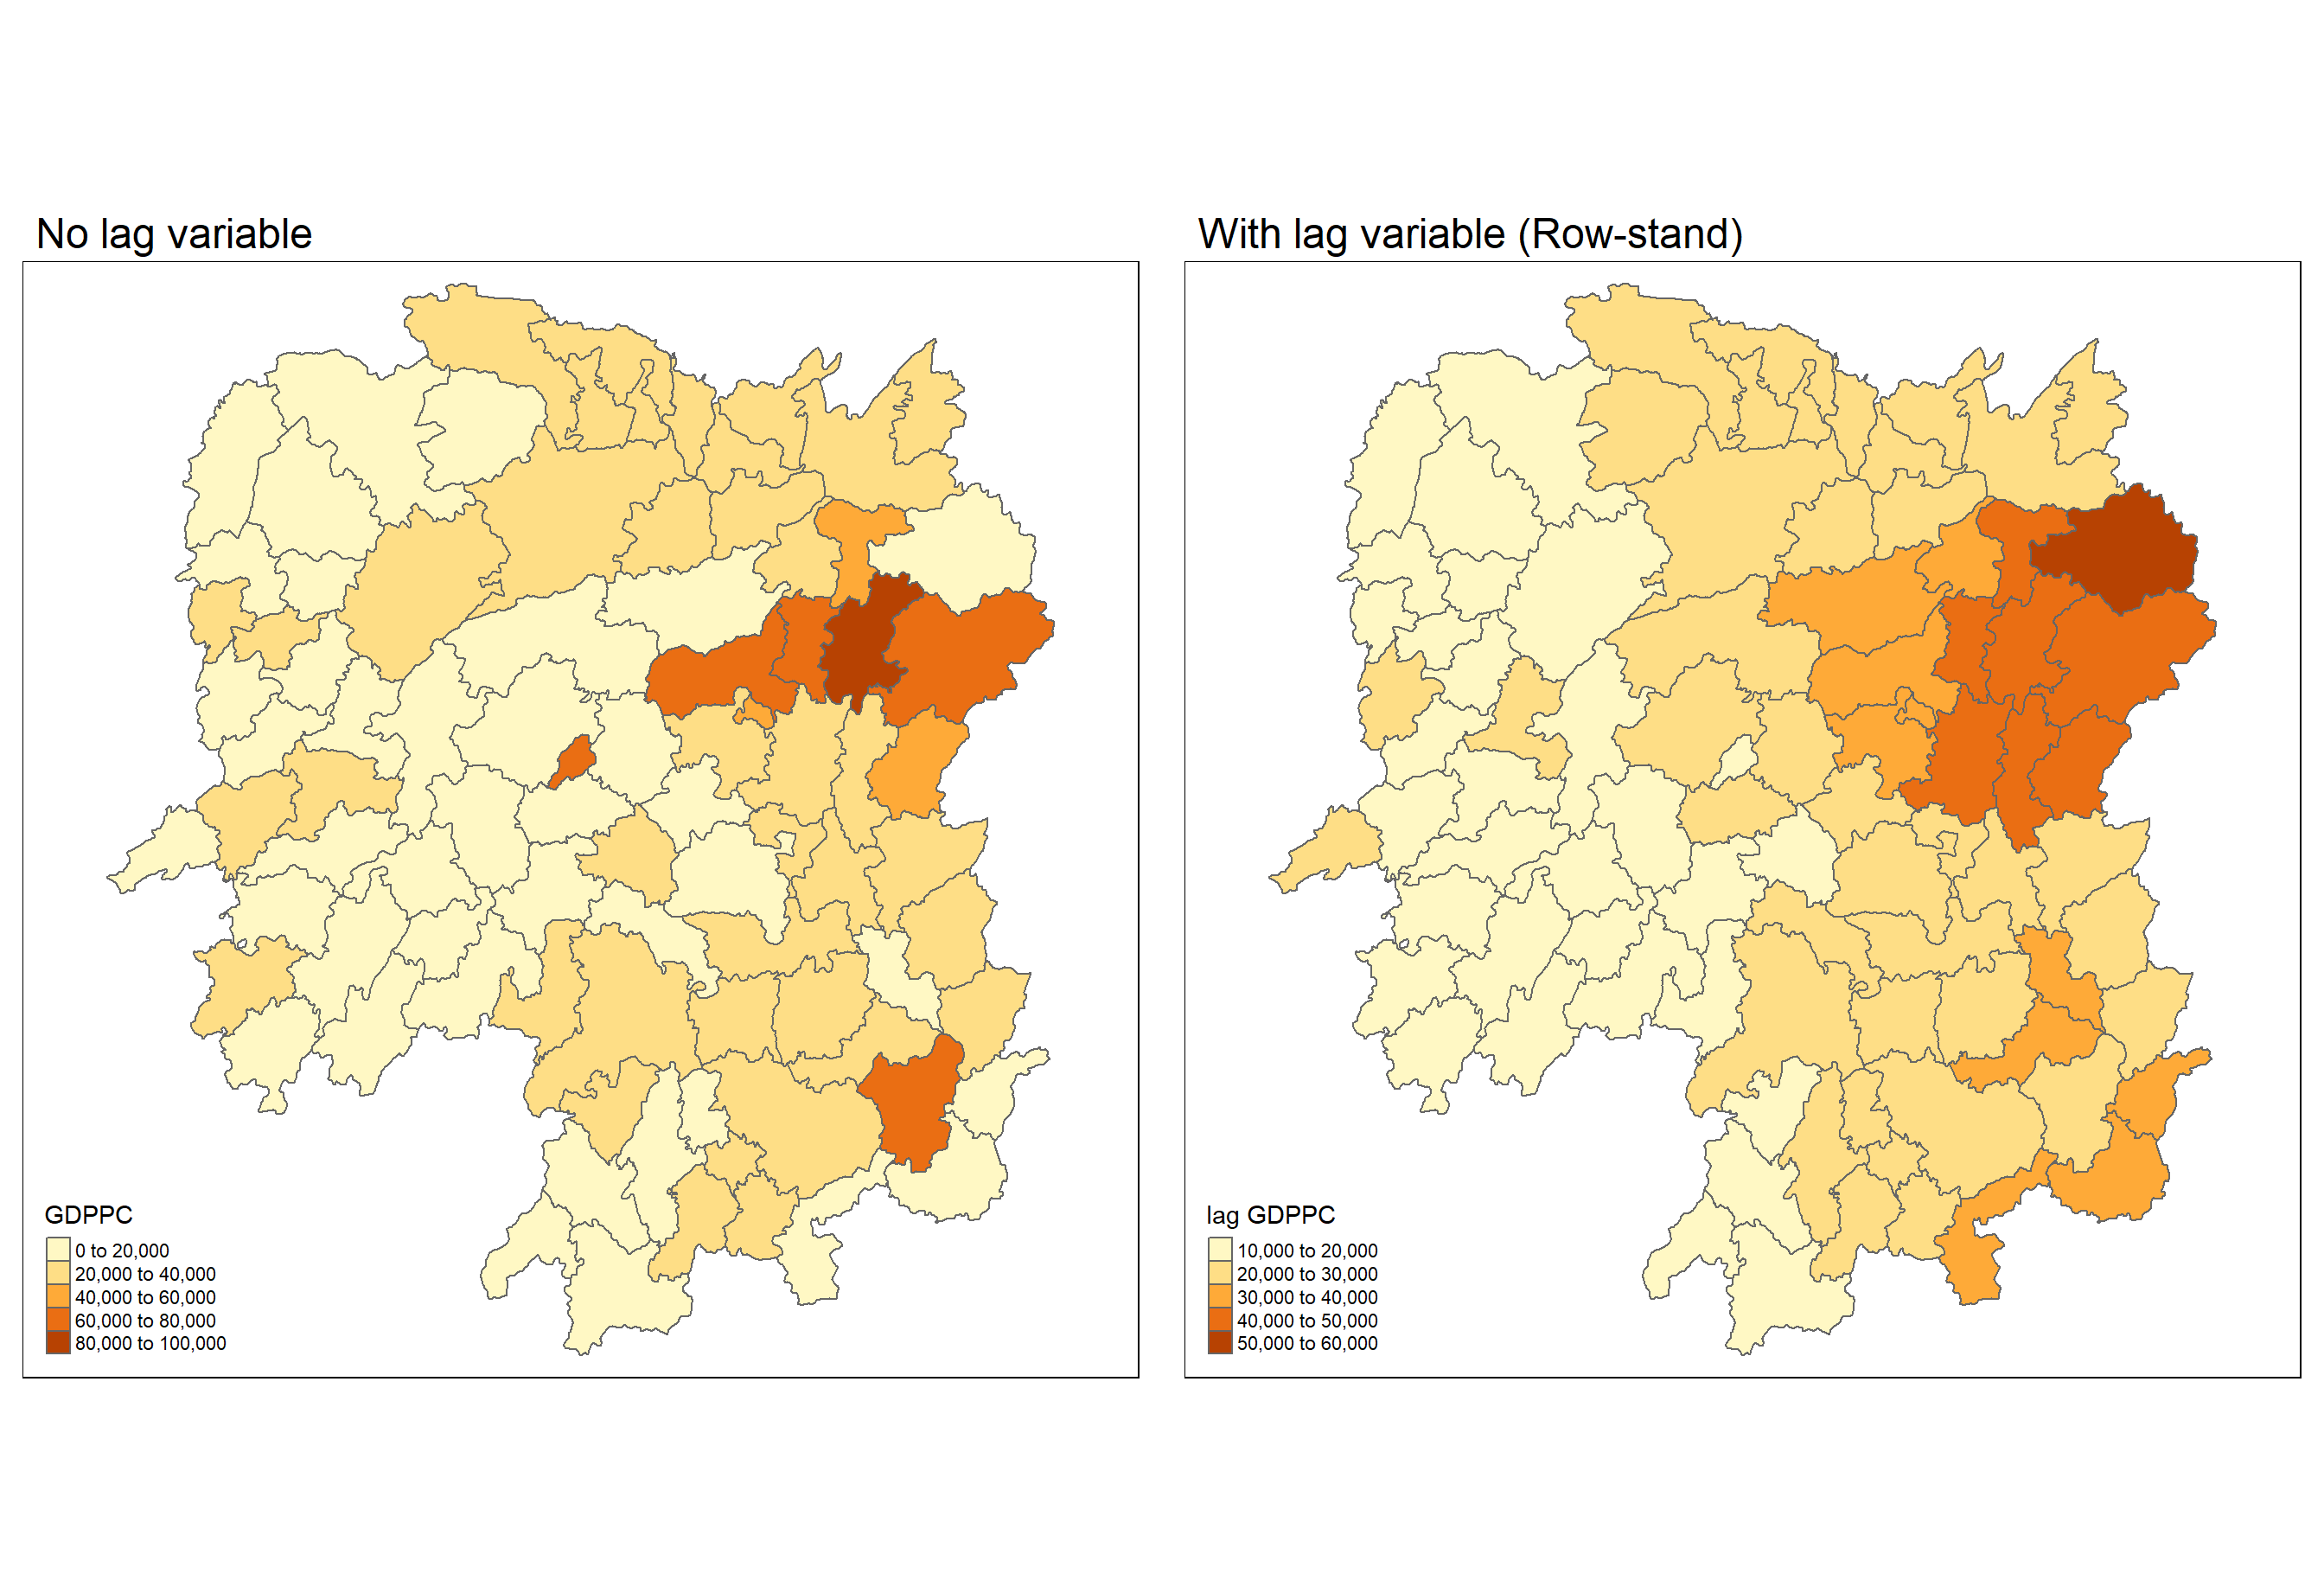 No lag variable
GDPPC
0 to 20,000
20,000 to 40,000
40,000 to 60,000
60,000 to 80,000
80,000 to 100,000
With lag variable (Row-stand)
lag GDPPC
10,000 to 20,000
20,000 to 30,000
30,000 to 40,000
40,000 to 50,000
50,000 to 60,000